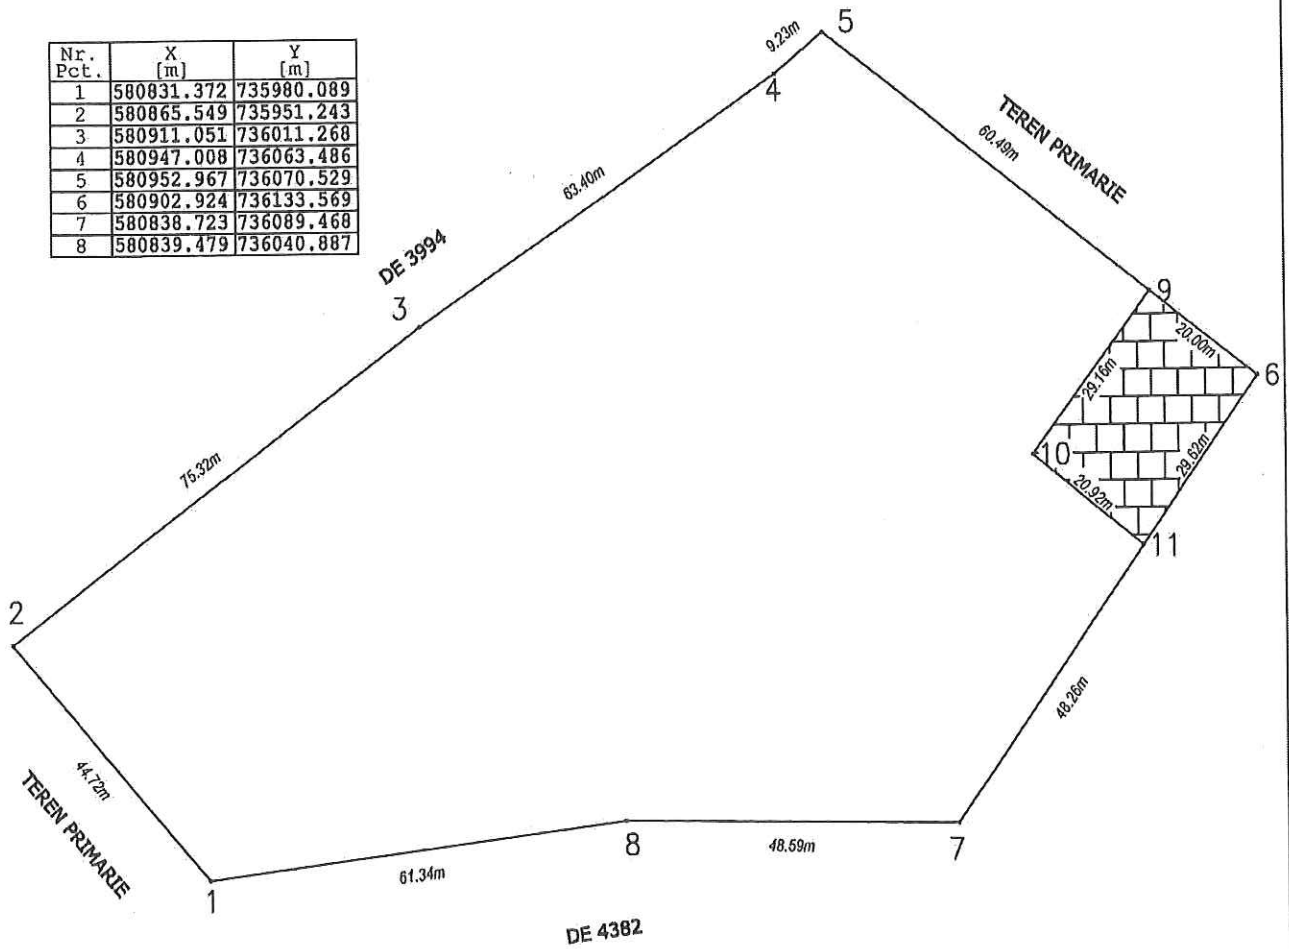 Nr. Pct. X [m] Y [m]
1 580831.372 735980.089
2 580865.549 735951.243
3 580911.051 736011.268
4 580947.008 736063.486
5 580952.967 736070.529
6 580902.924 736133.569
7 580838.723 736089.468
8 580839.479 736040.887
5
9.23m
4
TEREN PRIMARIE
60.49m
63.40m
DE 3994
3
9
20.00m
6
29.16m
10
29.62m
20.92m
11
75.32m
2
48.26m
44.72m
TEREN PRIMARIE
8
48.59m
7
61.34m
1
DE 4382